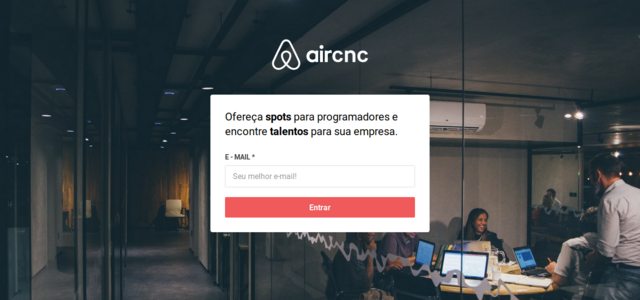 aircnc
Ofereça spots para programadores e
encontre talentos para sua empresa.
E - MAIL *
Seu melhor e-mail!
Entrar